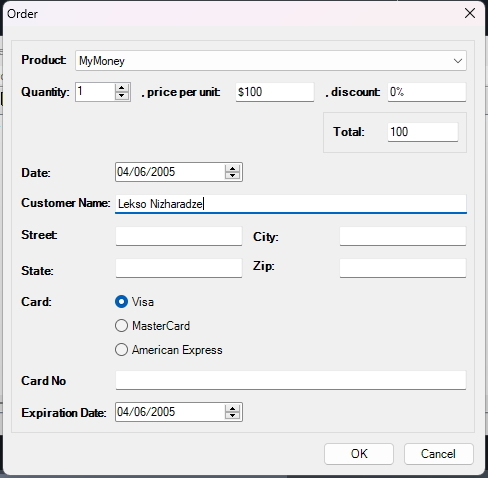 Order
Product: MyMoney
Quantity: 1 , price per unit: $100 , discount: 0%
Total: 100
Date: 04/06/2005
Customer Name: Lekso Nizharadze
Street: City:
State: Zip:
Card: Visa
MasterCard
American Express
Card No
Expiration Date: 04/06/2005
OK Cancel